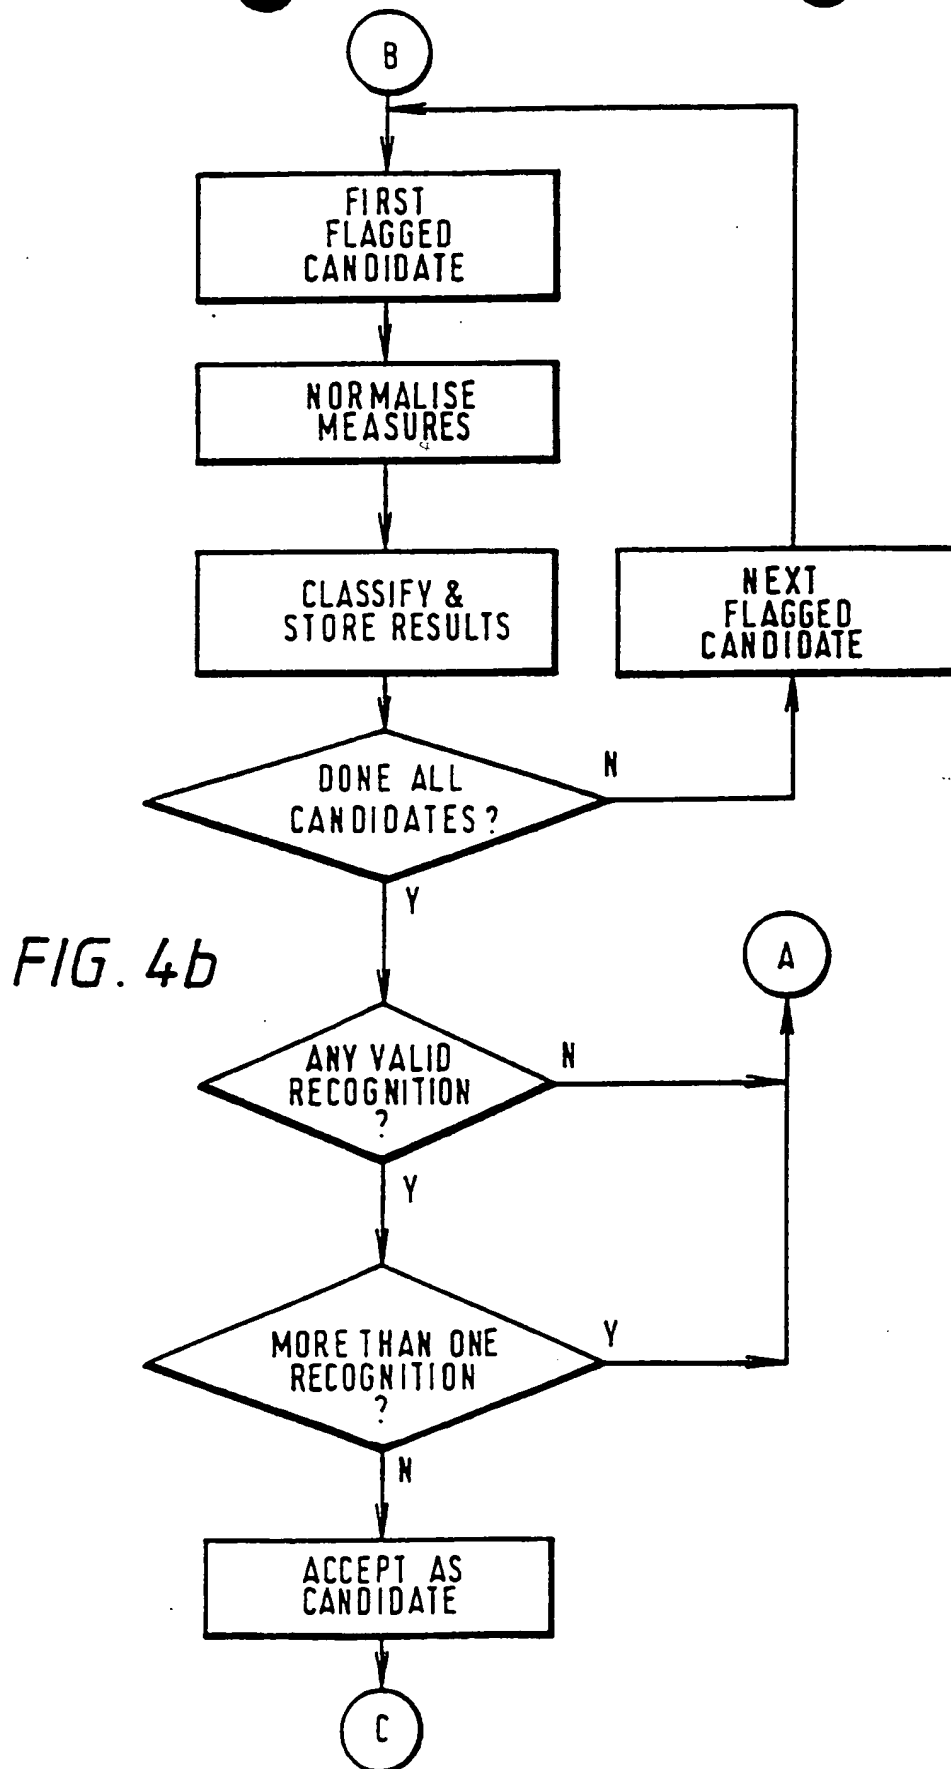 B
FIRST
FLAGGED
CANDIDATE
NORMALISE
MEASURES
CLASSIFY &
STORE RESULTS
NEXT
FLAGGED
CANDIDATE
DONE ALL
CANDIDATES?
N
Y
FIG. 4b
A
ANY VALID
RECOGNITION
?
N
Y
MORE THAN ONE
RECOGNITION
?
Y
N
ACCEPT AS
CANDIDATE
C